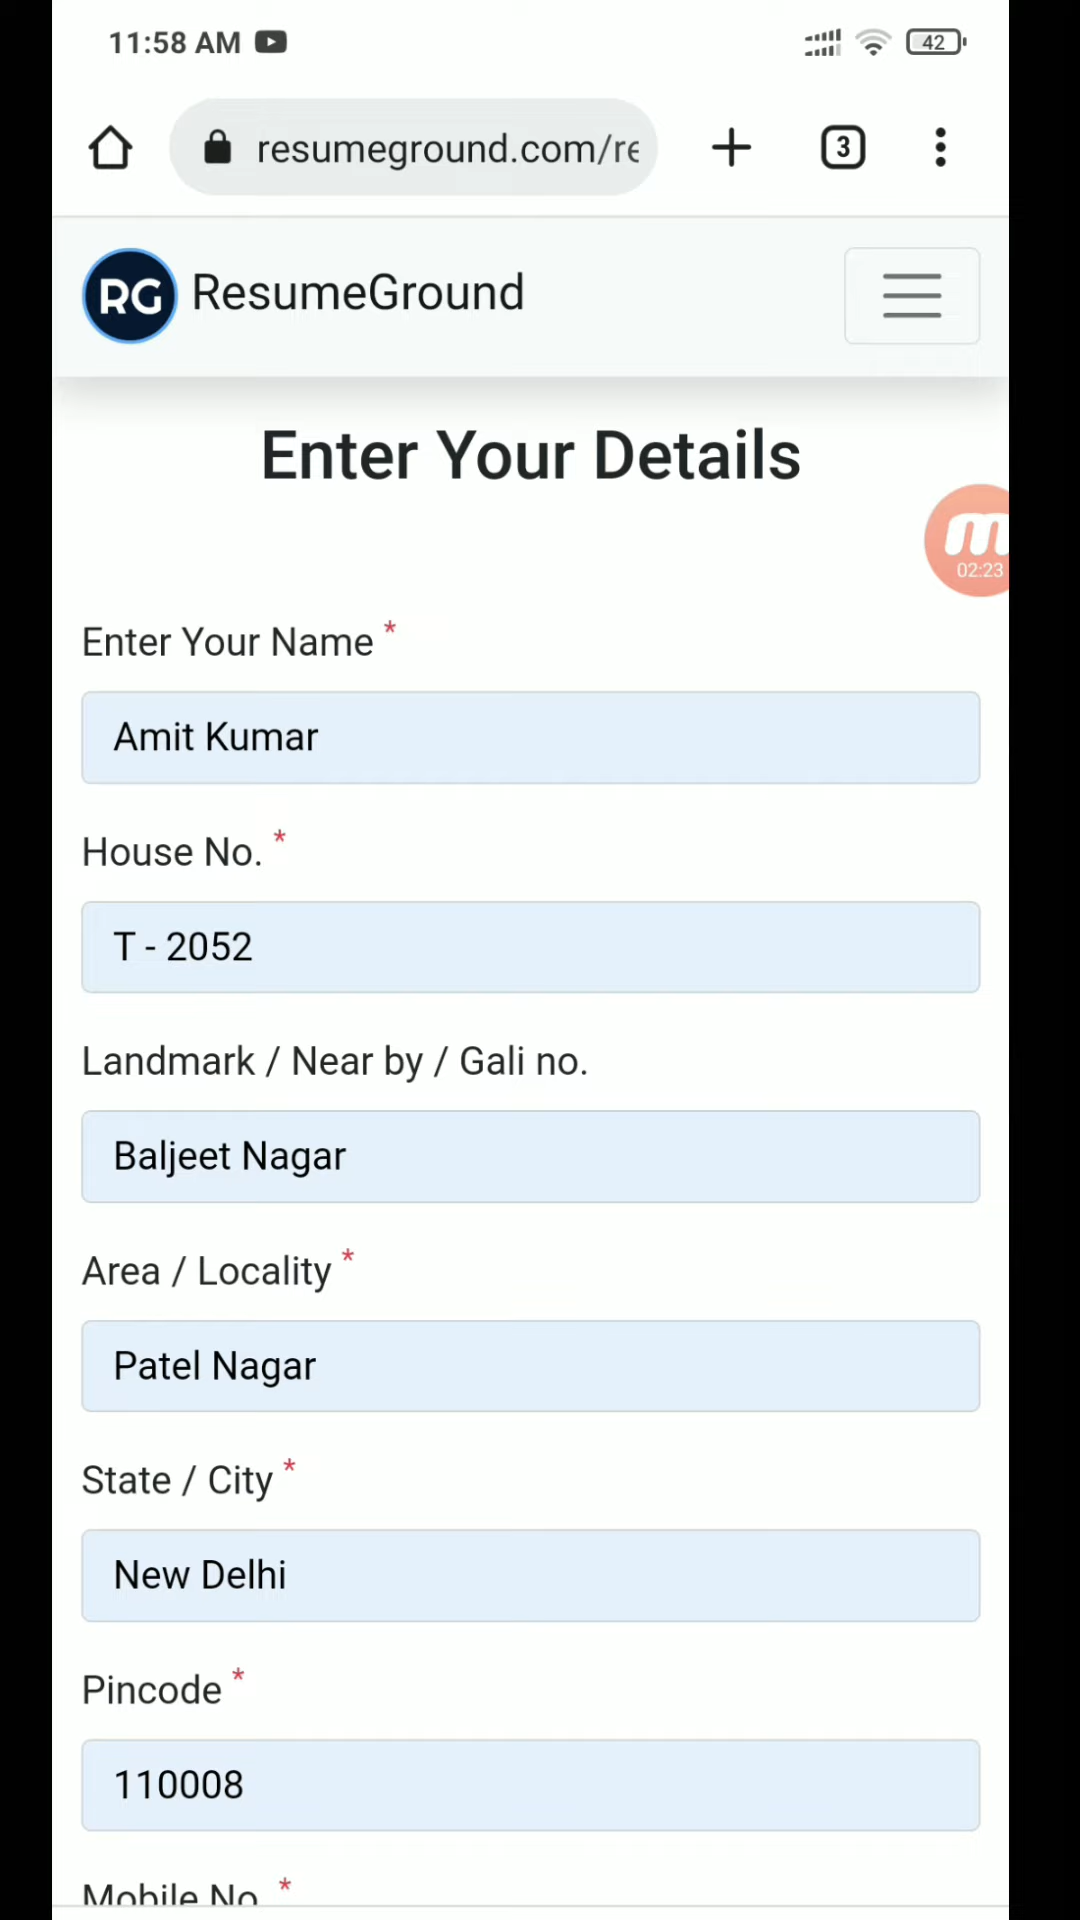 11:58 AM
42
resumeground.com/re
3
RG ResumeGround
Enter Your Details
m
02:23
Enter Your Name *
Amit Kumar
House No. *
T - 2052
Landmark / Near by / Gali no.
Baljeet Nagar
Area / Locality *
Patel Nagar
State / City *
New Delhi
Pincode *
110008
Mobile No. *